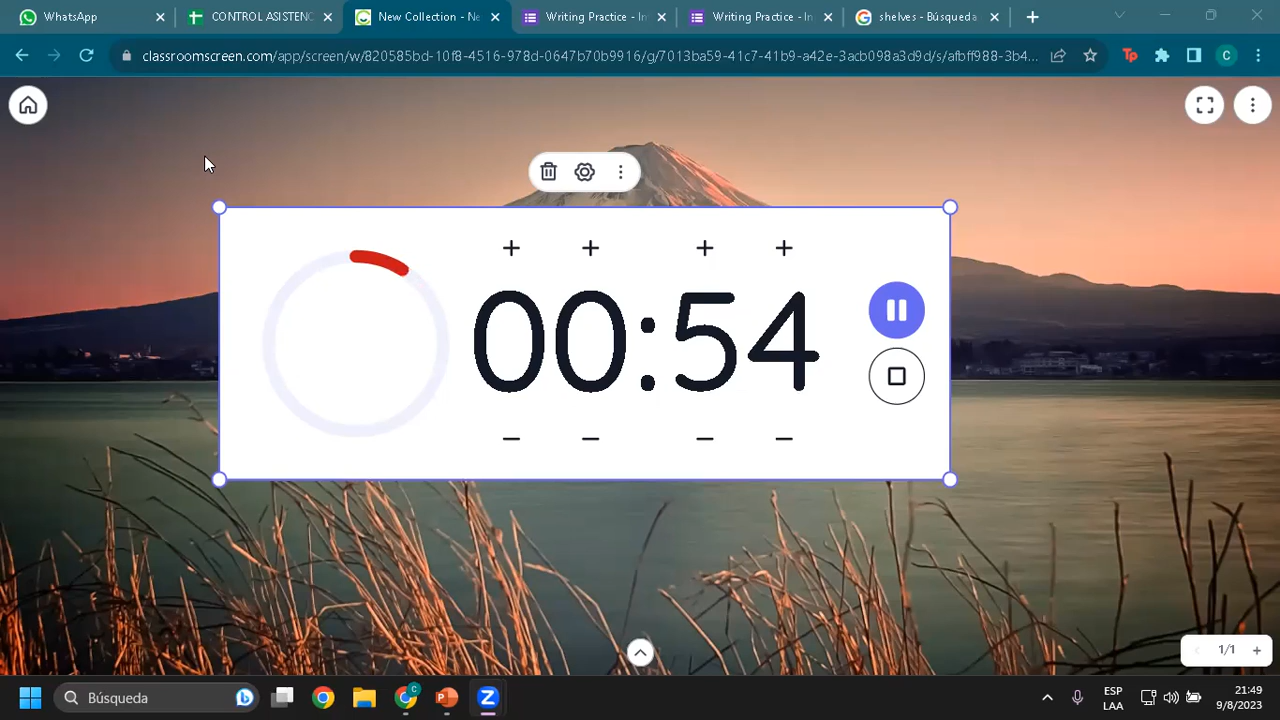 WhatsApp
CONTROL ASISTENC
New Collection - Ne
Writing Practice - In
Writing Practice - In
shelves - Búsqueda
classroomscreen.com/app/screen/w/820585bd-10f8-4516-978d-0647b70b9916/g/7013ba59-41c7-41b9-a42e-3acb098a3d9d/s/afbff988-3b4...
Tp
C
+ + + +
00:54
− − − −
1/1 +
Búsqueda
C
ESP
LAA
21:49
9/8/2023